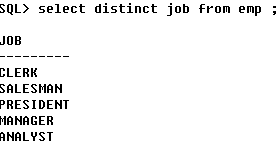 SQL> select distinct job from emp ;
JOB
---------
CLERK
SALESMAN
PRESIDENT
MANAGER
ANALYST